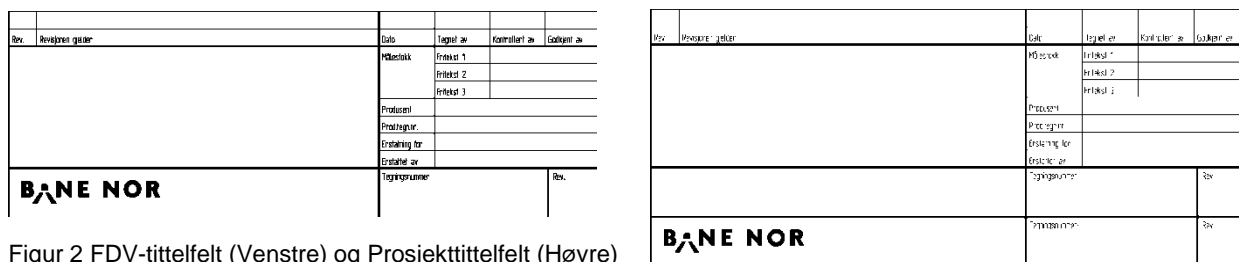 Rev. Revisjonen gjelder Dato Tegnet av Kontrollert av Godkjent av
Målestokk Fritekst 1
Fritekst 2
Fritekst 3
Produsent
Prod.tegn.nr.
Erstatning for
Erstattet av
Tegningsnummer Rev.
BANE NOR
Figur 2 FDV-tittelfelt (Venstre) og Prosjekttittelfelt (Høyre)
Rev. Revisjonen gjelder Dato Tegnet av Kontrollert av Godkjent av
Målestokk Fritekst 1
Fritekst 2
Fritekst 3
Produsent
Prod.tegn.nr.
Erstatning for
Erstattet av
Tegningsnummer Rev.
Tegningsnummer Rev.
BANE NOR